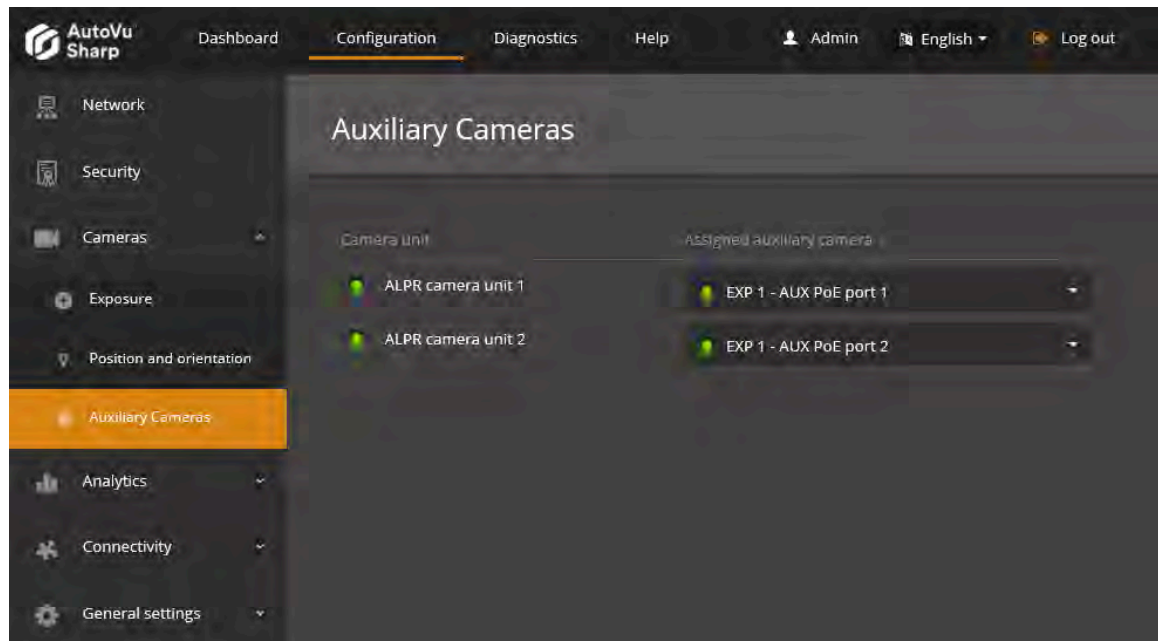 AutoVu
Sharp
Dashboard
Configuration
Diagnostics
Help
Admin
English
Log out
Network
Security
Cameras
Exposure
Position and orientation
Auxiliary Cameras
Analytics
Connectivity
General settings
Auxiliary Cameras
Camera unit
Assigned auxiliary camera
ALPR camera unit 1
EXP 1 - AUX PoE port 1
ALPR camera unit 2
EXP 1 - AUX PoE port 2